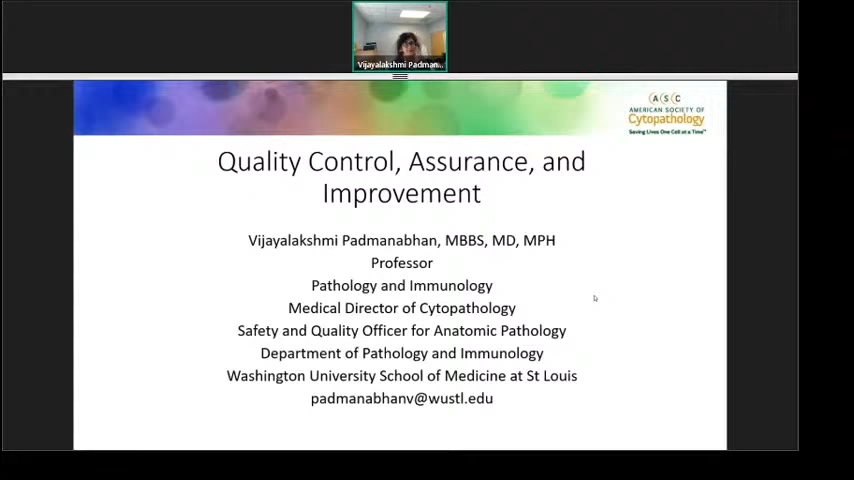 Vijayalakshmi Padman...
A S C
AMERICAN SOCIETY OF
Cytopathology
Saving Lives One Cell at a Time™
Quality Control, Assurance, and
Improvement
Vijayalakshmi Padmanabhan, MBBS, MD, MPH
Professor
Pathology and Immunology
Medical Director of Cytopathology
Safety and Quality Officer for Anatomic Pathology
Department of Pathology and Immunology
Washington University School of Medicine at St Louis
padmanabhanv@wustl.edu